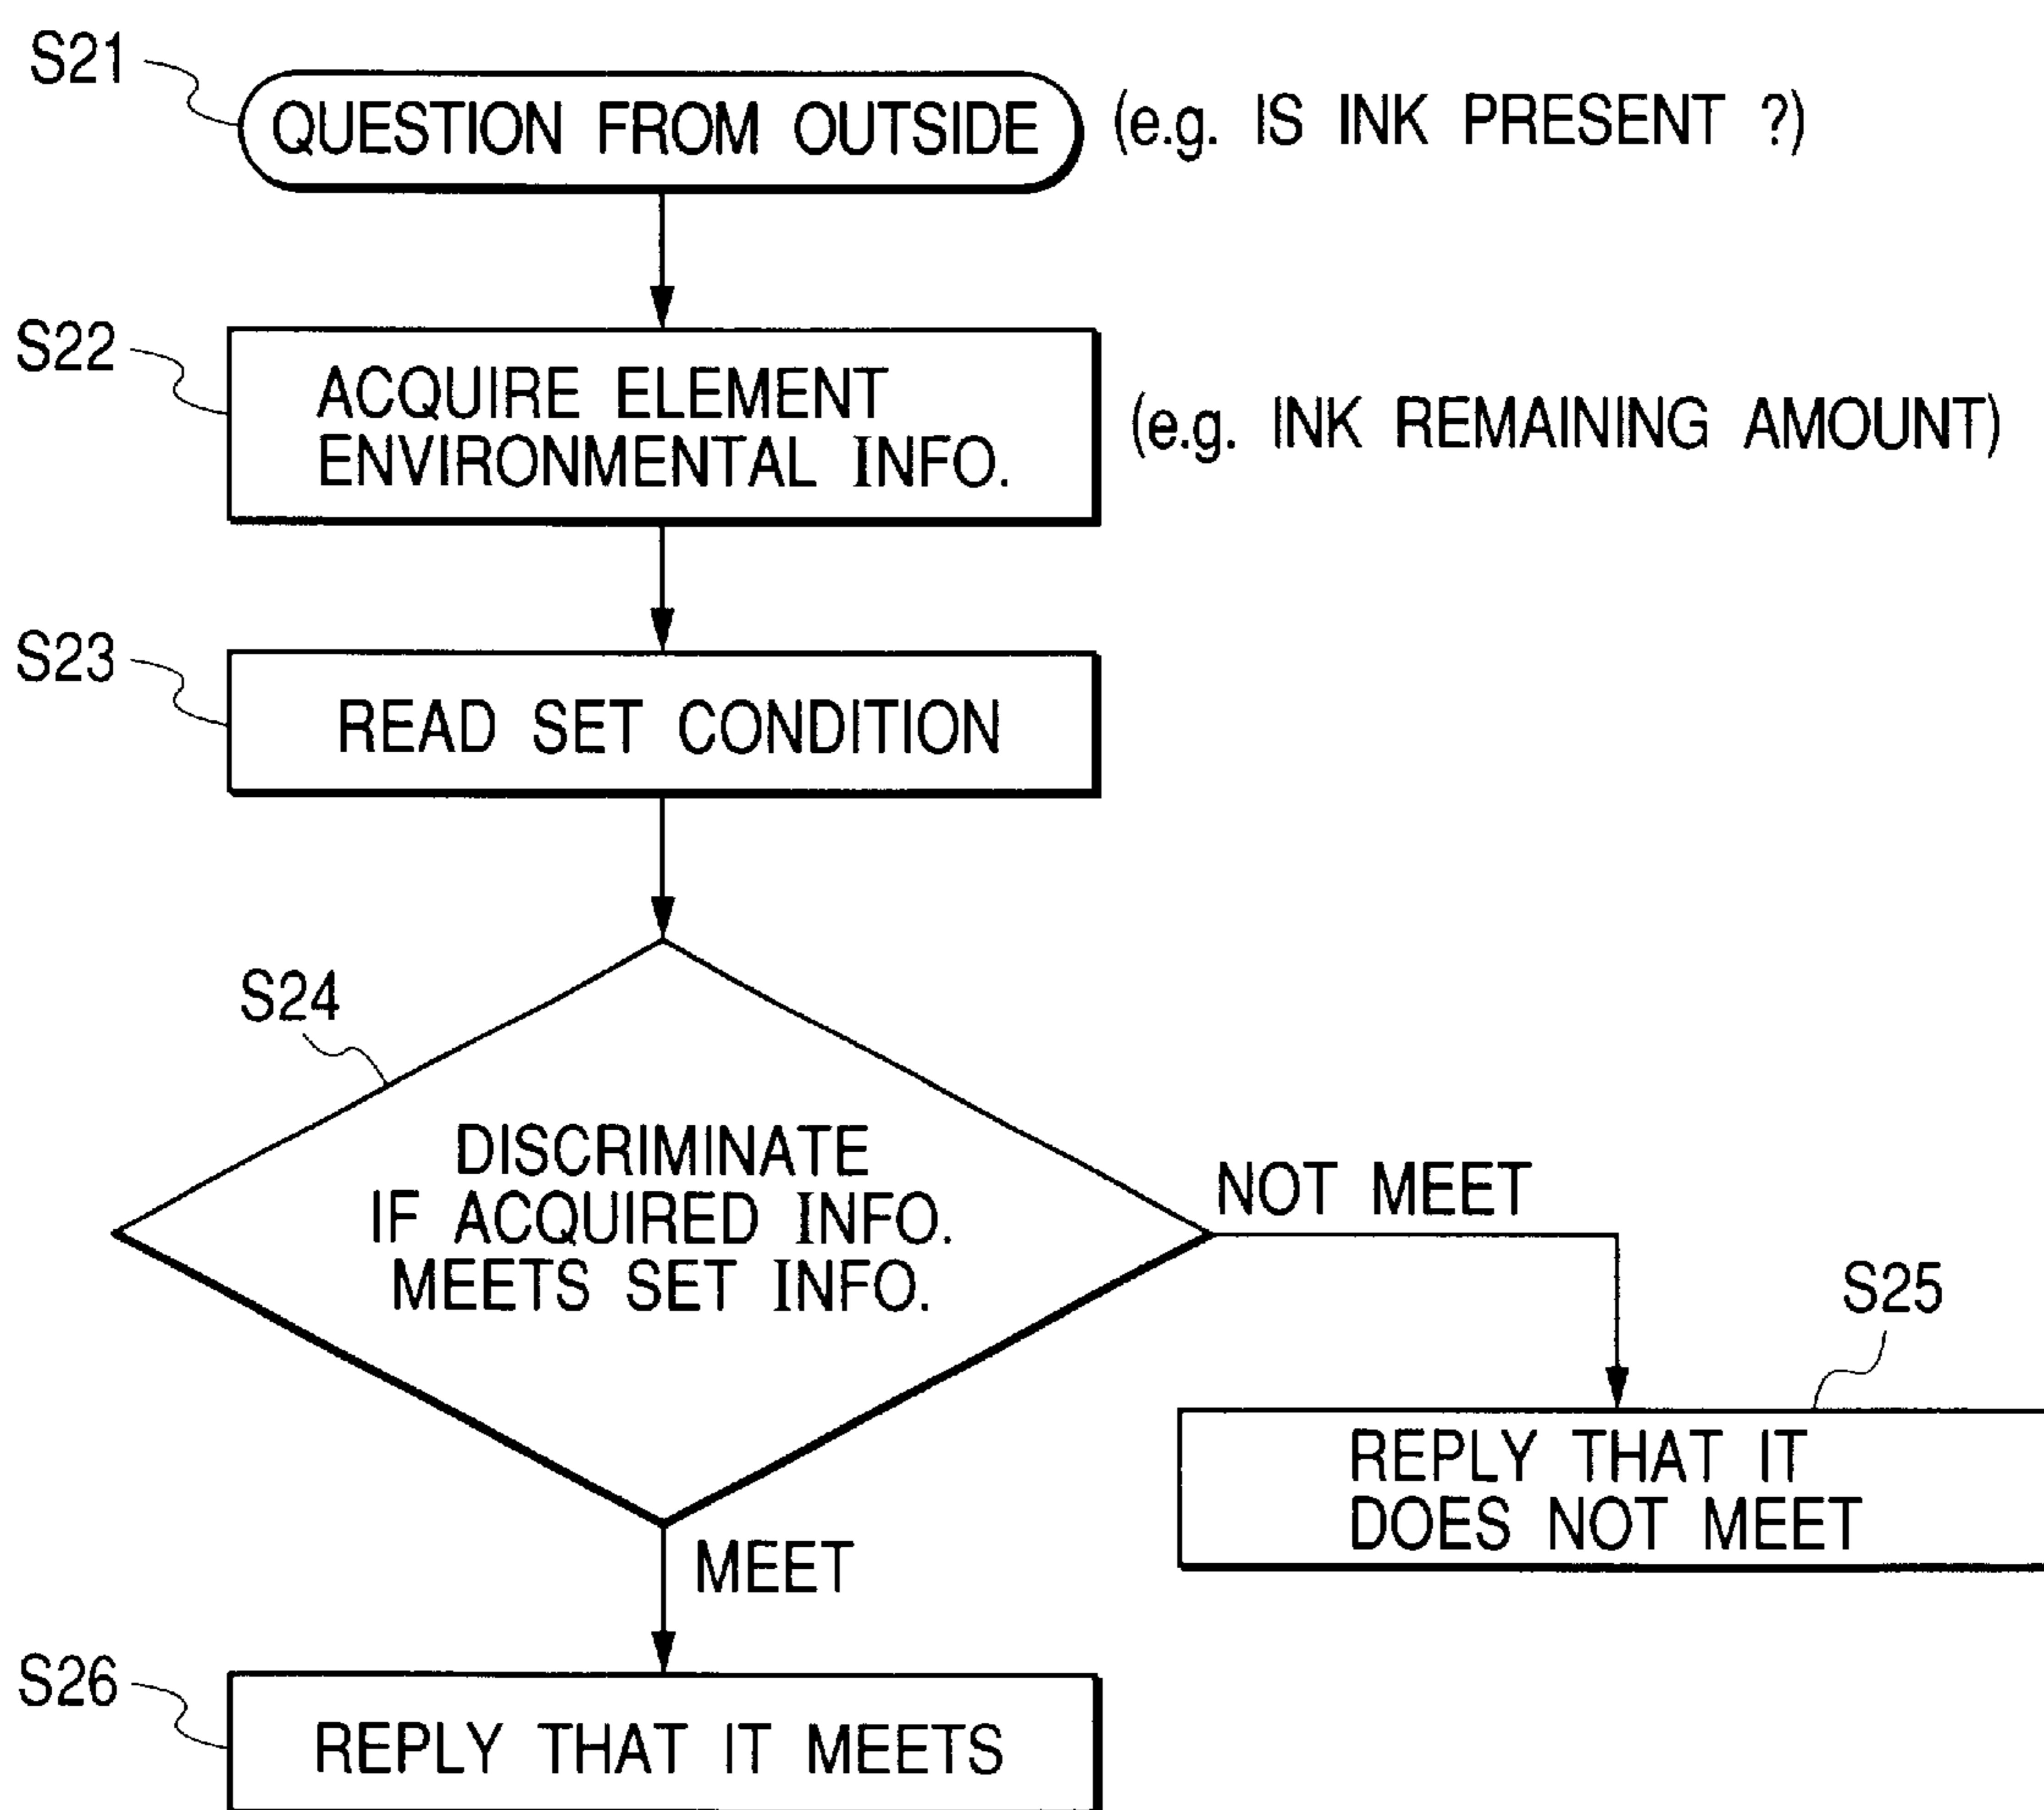 S21
QUESTION FROM OUTSIDE
(e.g. IS INK PRESENT ?)
S22
ACQUIRE ELEMENT
ENVIRONMENTAL INFO.
(e.g. INK REMAINING AMOUNT)
S23
READ SET CONDITION
S24
DISCRIMINATE
IF ACQUIRED INFO.
MEETS SET INFO.
NOT MEET
S25
REPLY THAT IT
DOES NOT MEET
MEET
S26
REPLY THAT IT MEETS